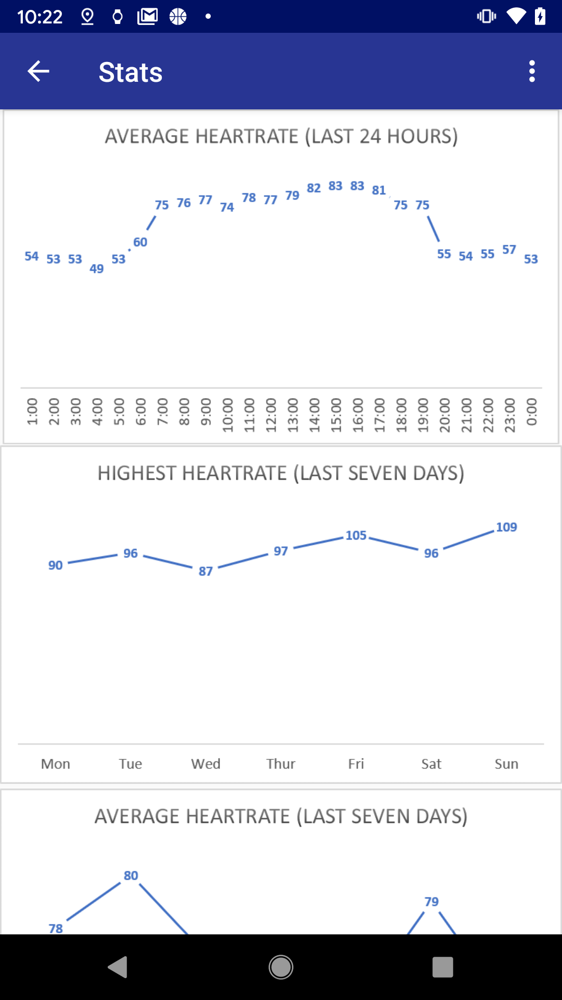 10:22
Stats
AVERAGE HEARTRATE (LAST 24 HOURS)
54 53 53 49 53 60 75 76 77 74 78 77 79 82 83 83 81 75 75 55 54 55 57 53
1:00 2:00 3:00 4:00 5:00 6:00 7:00 8:00 9:00 10:00 11:00 12:00 13:00 14:00 15:00 16:00 17:00 18:00 19:00 20:00 21:00 22:00 23:00 0:00
HIGHEST HEARTRATE (LAST SEVEN DAYS)
90 96 87 97 105 96 109
Mon Tue Wed Thur Fri Sat Sun
AVERAGE HEARTRATE (LAST SEVEN DAYS)
78 80 79